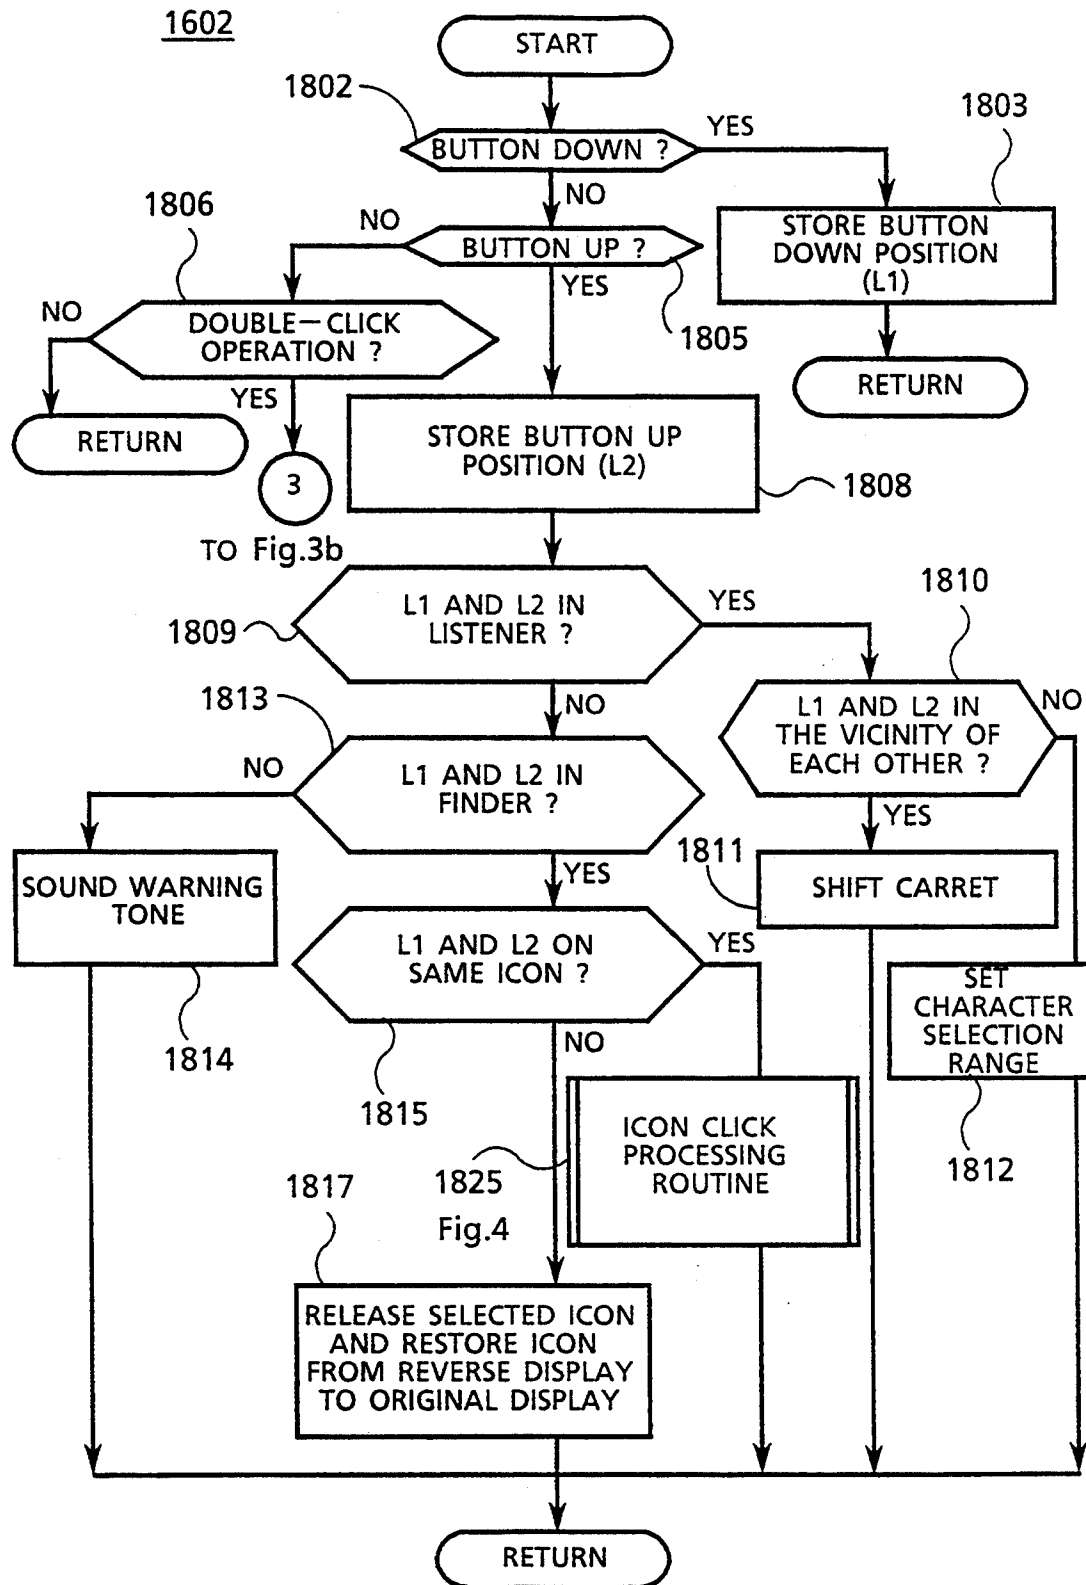 1602
START
1802
BUTTON DOWN ?
YES
1803
NO
STORE BUTTON
DOWN POSITION
(L1)
1806
NO
BUTTON UP ?
YES
1805
NO
DOUBLE-CLICK
OPERATION ?
YES
RETURN
RETURN
STORE BUTTON UP
POSITION (L2)
3
1808
TO Fig.3b
L1 AND L2 IN
LISTENER ?
YES
1810
1809
NO
1813
L1 AND L2 IN
THE VICINITY OF
EACH OTHER ?
NO
NO
L1 AND L2 IN
FINDER ?
YES
YES
1811
SOUND WARNING
TONE
SHIFT CARRET
L1 AND L2 ON
SAME ICON ?
YES
SET
CHARACTER
SELECTION
RANGE
1814
NO
1815
ICON CLICK
PROCESSING
ROUTINE
1812
1817
1825
Fig.4
RELEASE SELECTED ICON
AND RESTORE ICON
FROM REVERSE DISPLAY
TO ORIGINAL DISPLAY
RETURN